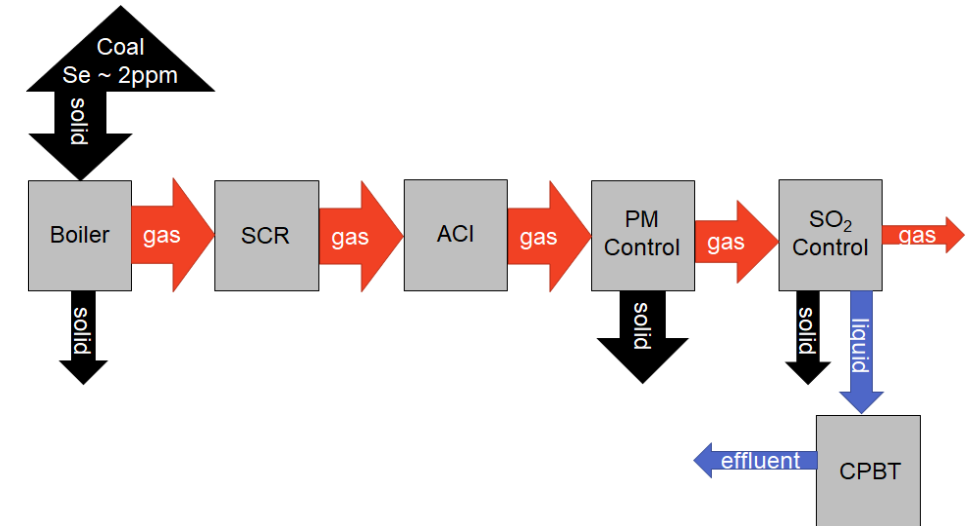 Coal
Se ~ 2ppm
solid
Boiler
gas
SCR
gas
ACI
gas
PM
Control
gas
SO₂
Control
gas
solid
solid
solid
liquid
effluent
CPBT